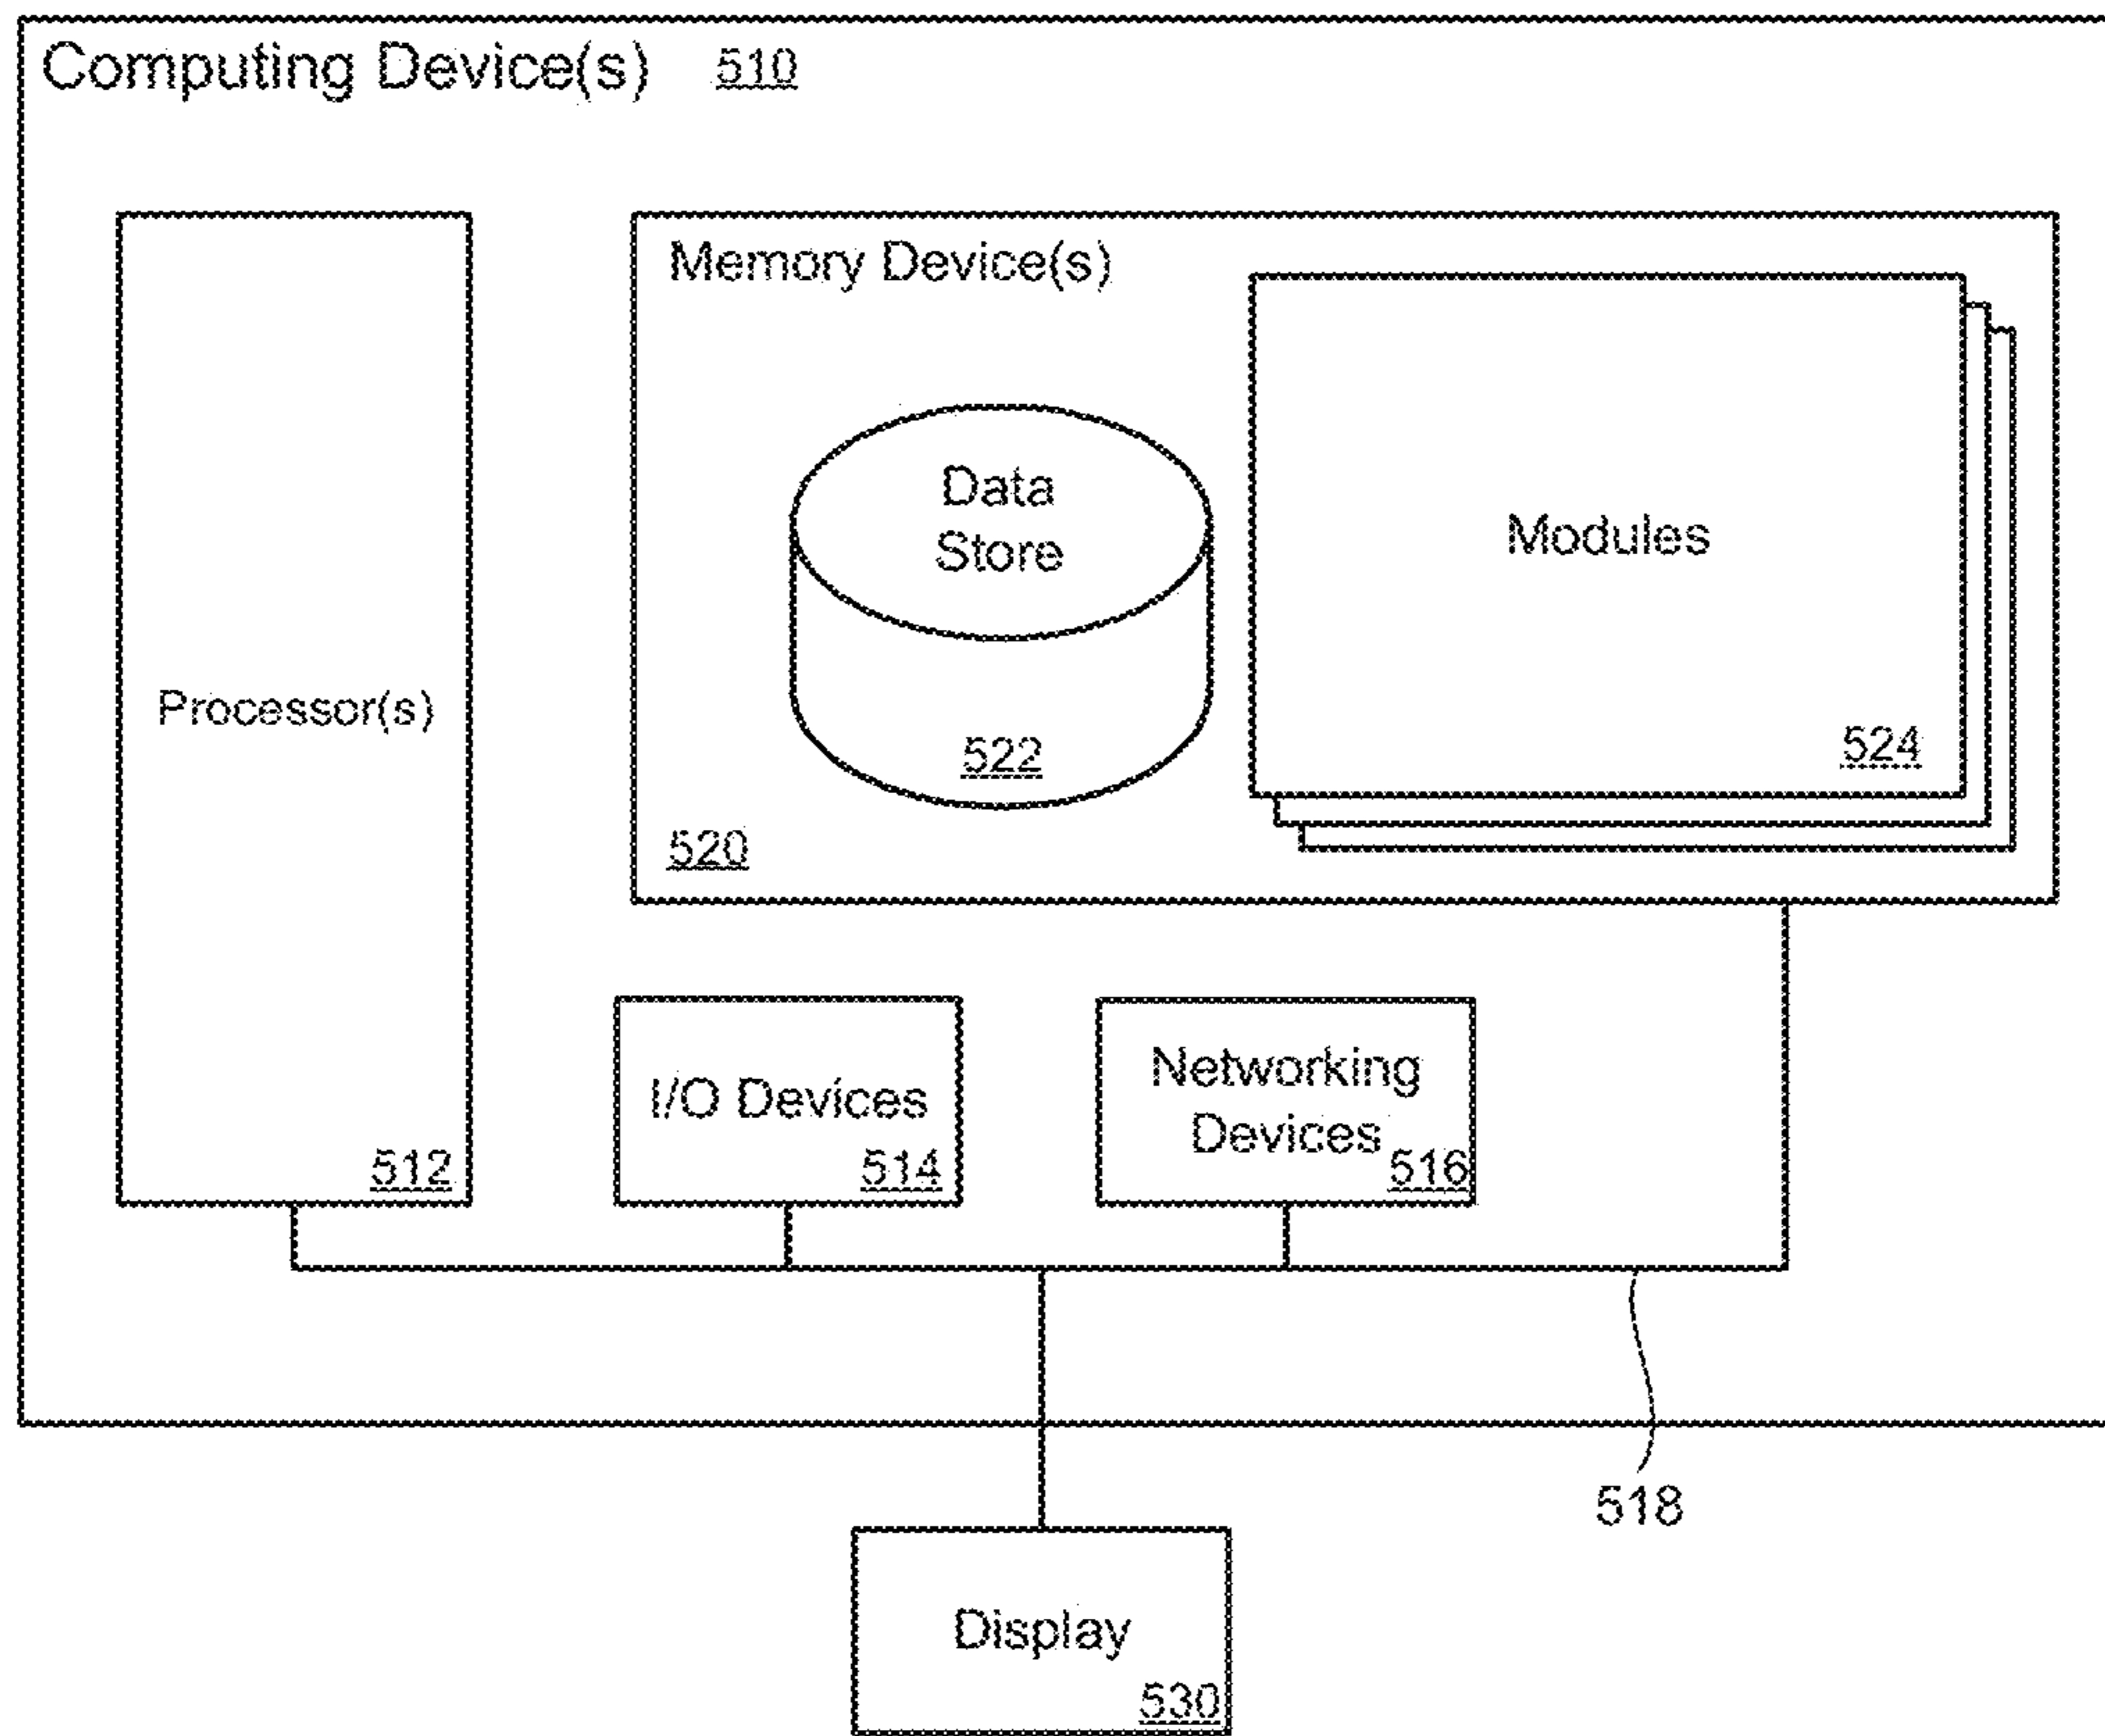 Computing Device(s) 510
Memory Device(s)
Data
Store
Modules
Processor(s)
522
524
520
I/O Devices
Networking
Devices
512
514
516
518
Display
530